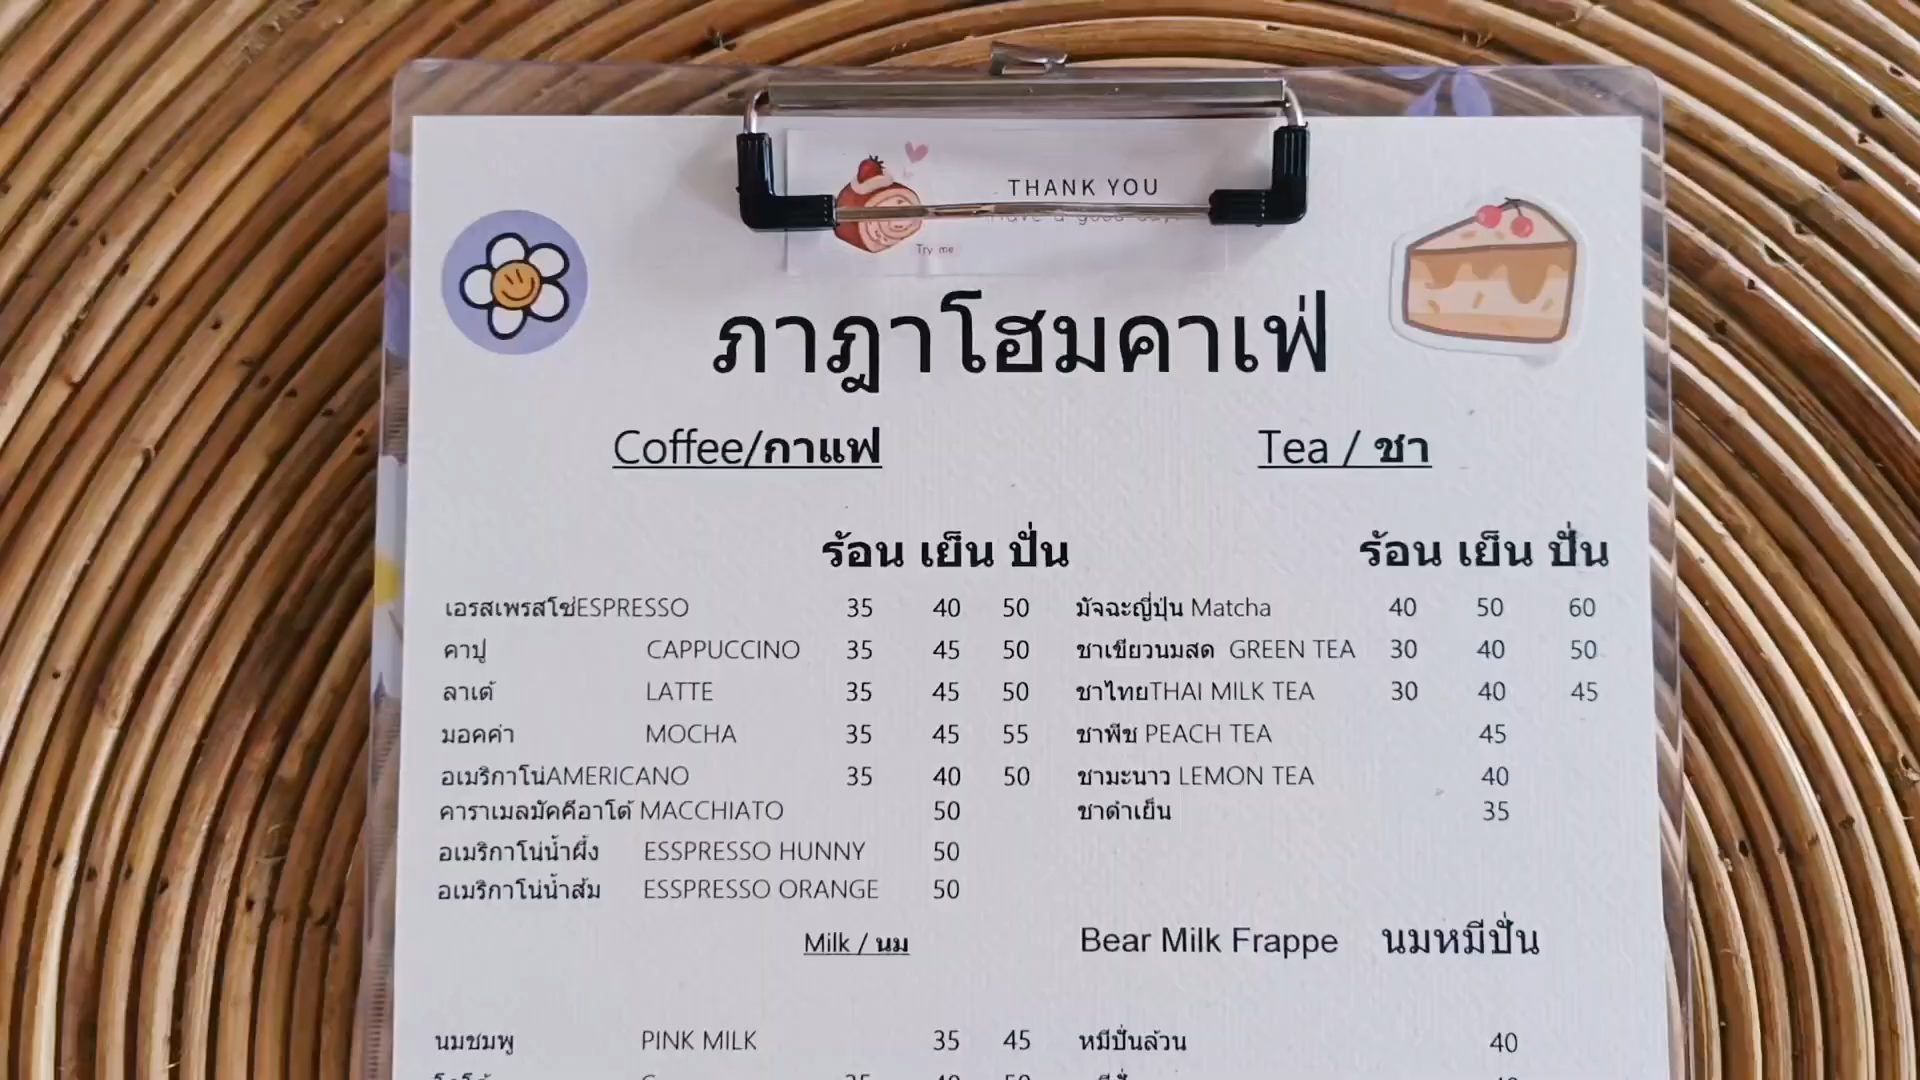 THANK YOU
Try me
ภาฎาโฮมคาเฟ่
Coffee/กาแฟ
ร้อน เย็น ปั่น
เอรสเพรสโซ่ESPRESSO 35 40 50
คาปู CAPPUCCINO 35 45 50
ลาเต้ LATTE 35 45 50
มอคค่า MOCHA 35 45 55
อเมริกาโน่AMERICANO 35 40 50
คาราเมลมัคคีอาโต้ MACCHIATO 50
อเมริกาโน่น้ำผึ้ง ESSPRESSO HUNNY 50
อเมริกาโน่น้ำส้ม ESSPRESSO ORANGE 50
Milk / นม
นมชมพู PINK MILK 35 45
Tea / ชา
ร้อน เย็น ปั่น
มัจฉะญี่ปุ่น Matcha 40 50 60
ชาเขียวนมสด GREEN TEA 30 40 50
ชาไทยTHAI MILK TEA 30 40 45
ชาพีช PEACH TEA 45
ชามะนาว LEMON TEA 40
ชาดำเย็น 35
Bear Milk Frappe นมหมีปั่น
หมีปั่นล้วน 40